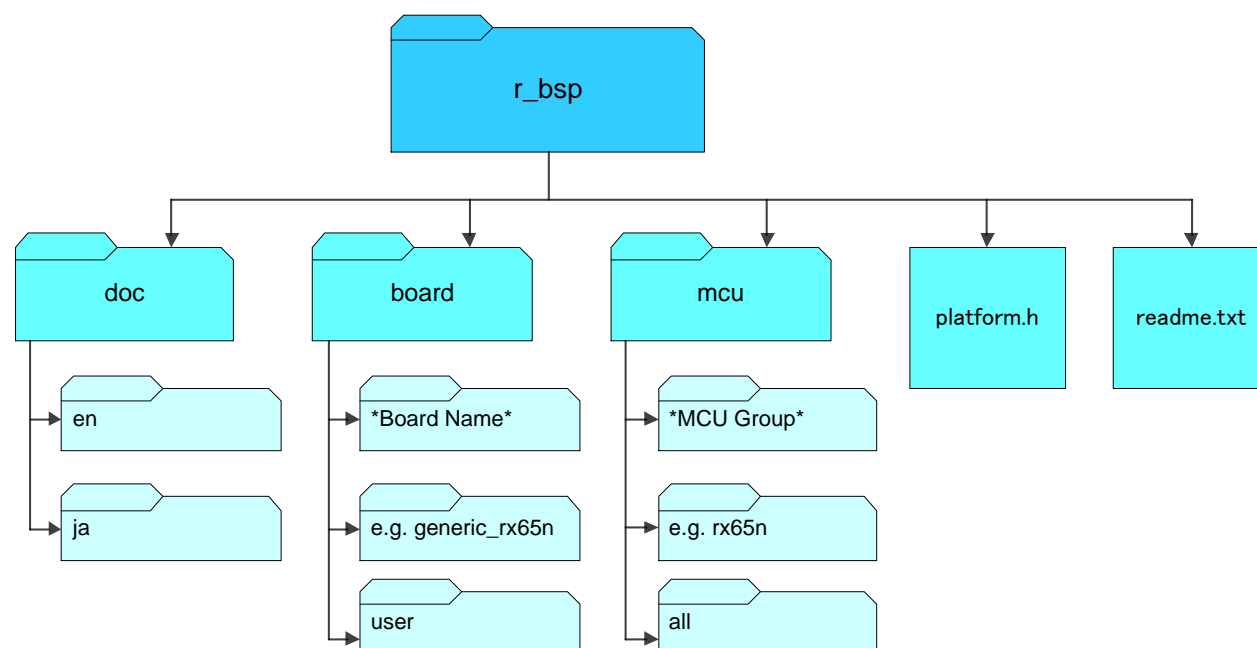 r_bsp
doc
board
mcu
platform.h
readme.txt
en
*Board Name*
*MCU Group*
ja
e.g. generic_rx65n
e.g. rx65n
user
all